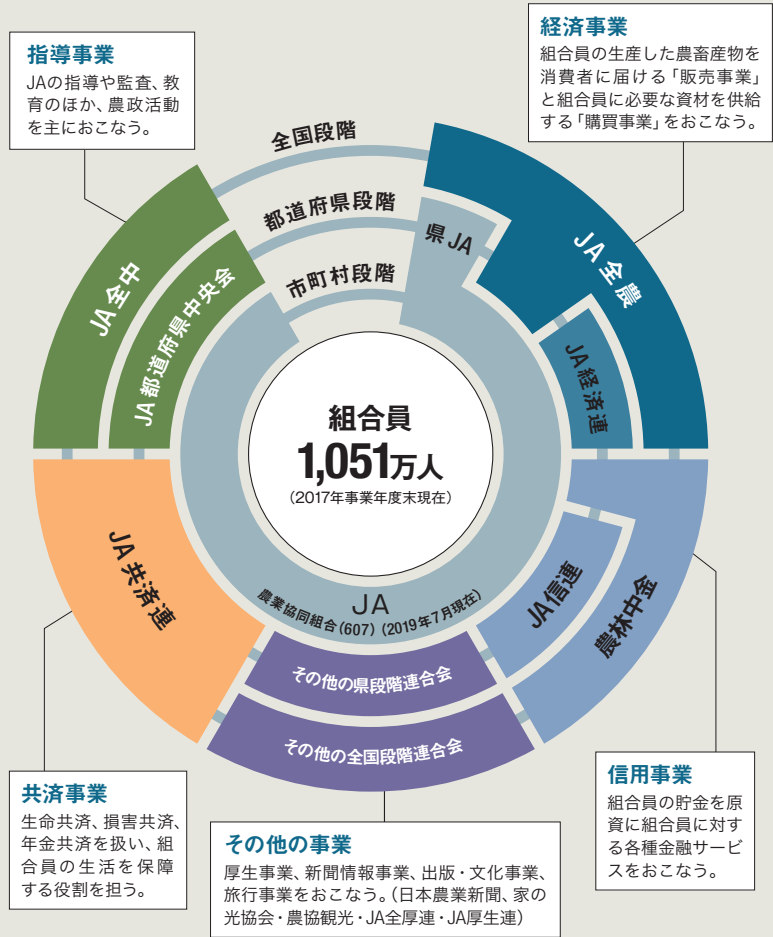 指導事業
JAの指導や監査、教
育のほか、農政活動
を主におこなう。
経済事業
組合員の生産した農畜産物を
消費者に届ける「販売事業」
と組合員に必要な資材を供給
する「購買事業」をおこなう。
全国段階
都道府県段階
市町村段階
県JA
JA全農
JA経済連
JA全中
JA都道府県中央会
組合員
1,051万人
（2017年事業年度末現在）
JA
農業協同組合（607）（2019年7月現在）
JA共済連
JA信連
農林中金
その他の県段階連合会
その他の全国段階連合会
共済事業
生命共済、損害共済、
年金共済を扱い、組
合員の生活を保障
する役割を担う。
その他の事業
厚生事業、新聞情報事業、出版・文化事業、
旅行事業をおこなう。（日本農業新聞、家の
光協会・農協観光・JA全厚連・JA厚生連）
信用事業
組合員の貯金を原
資に組合員に対す
る各種金融サービ
スをおこなう。